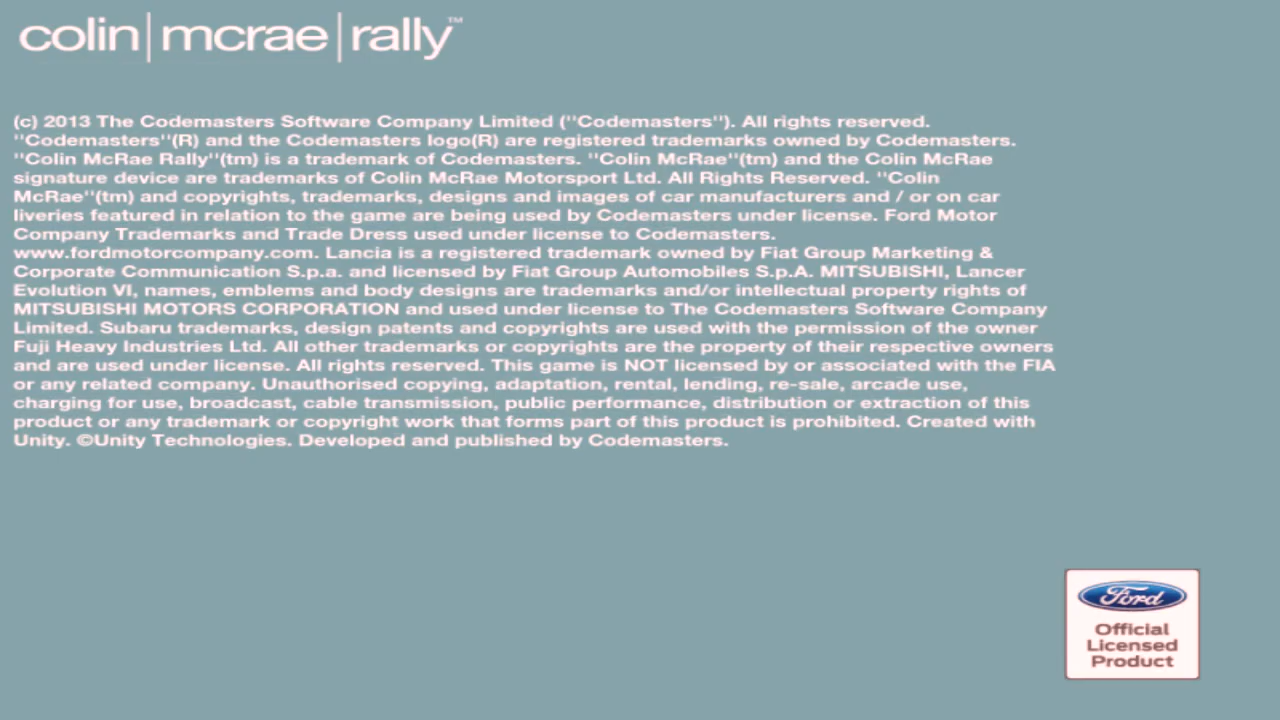 colin|mcrae|rally™
(c) 2013 The Codemasters Software Company Limited (''Codemasters''). All rights reserved.
''Codemasters''(R) and the Codemasters logo(R) are registered trademarks owned by Codemasters.
''Colin McRae Rally''(tm) is a trademark of Codemasters. ''Colin McRae''(tm) and the Colin McRae
signature device are trademarks of Colin McRae Motorsport Ltd. All Rights Reserved. ''Colin
McRae''(tm) and copyrights, trademarks, designs and images of car manufacturers and / or on car
liveries featured in relation to the game are being used by Codemasters under license. Ford Motor
Company Trademarks and Trade Dress used under license to Codemasters.
www.fordmotorcompany.com. Lancia is a registered trademark owned by Fiat Group Marketing &
Corporate Communication S.p.a. and licensed by Fiat Group Automobiles S.p.A. MITSUBISHI, Lancer
Evolution VI, names, emblems and body designs are trademarks and/or intellectual property rights of
MITSUBISHI MOTORS CORPORATION and used under license to The Codemasters Software Company
Limited. Subaru trademarks, design patents and copyrights are used with the permission of the owner
Fuji Heavy Industries Ltd. All other trademarks or copyrights are the property of their respective owners
and are used under license. All rights reserved. This game is NOT licensed by or associated with the FIA
or any related company. Unauthorised copying, adaptation, rental, lending, re-sale, arcade use,
charging for use, broadcast, cable transmission, public performance, distribution or extraction of this
product or any trademark or copyright work that forms part of this product is prohibited. Created with
Unity. ©Unity Technologies. Developed and published by Codemasters.
Ford
Official
Licensed
Product